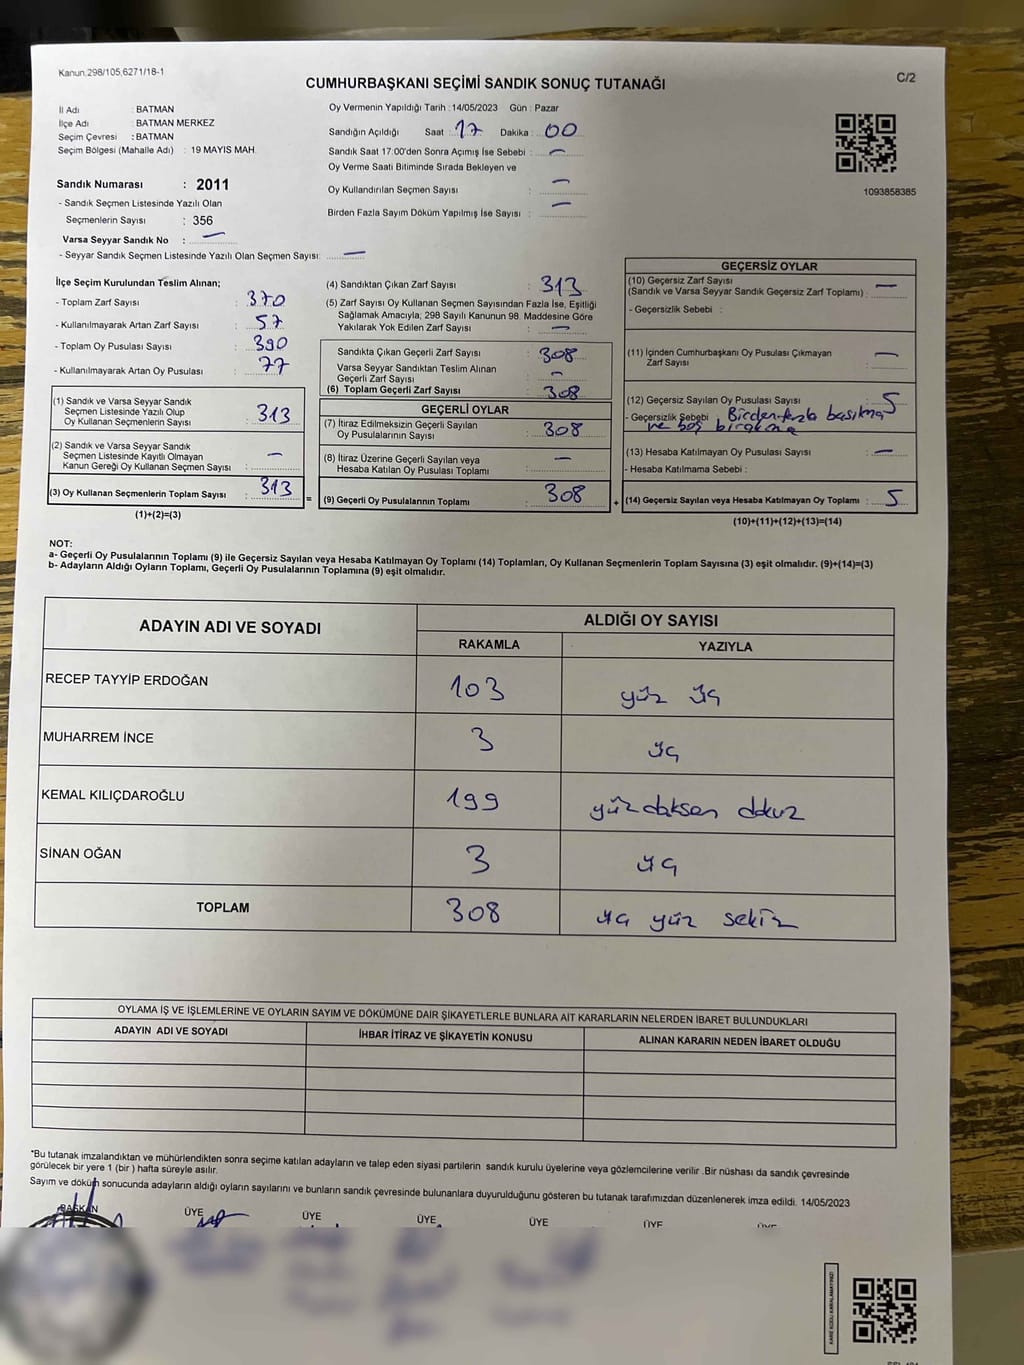 Kanun,298/105,6271/18-1
C/2
CUMHURBAŞKANI SEÇİMİ SANDIK SONUÇ TUTANAĞI
İl Adı : BATMAN
İlçe Adı : BATMAN MERKEZ
Seçim Çevresi : BATMAN
Seçim Bölgesi (Mahalle Adı) : 19 MAYIS MAH.
Oy Vermenin Yapıldığı Tarih : 14/05/2023 Gün : Pazar
Sandığın Açıldığı Saat : 17 Dakika : 00
Sandık Saat 17:00'den Sonra Açımış İse Sebebi : —
Oy Verme Saati Bitiminde Sırada Bekleyen ve
Oy Kullandırılan Seçmen Sayısı : —
Birden Fazla Sayım Döküm Yapılmış İse Sayısı : —
1093858385
Sandık Numarası : 2011
- Sandık Seçmen Listesinde Yazılı Olan
Seçmenlerin Sayısı : 356
Varsa Seyyar Sandık No : —
- Seyyar Sandık Seçmen Listesinde Yazılı Olan Seçmen Sayısı: —
İlçe Seçim Kurulundan Teslim Alınan;
- Toplam Zarf Sayısı : 370
- Kullanılmayarak Artan Zarf Sayısı : 57
- Toplam Oy Pusulası Sayısı : 390
- Kullanılmayarak Artan Oy Pusulası : 77
(1) Sandık ve Varsa Seyyar Sandık
Seçmen Listesinde Yazılı Olup
Oy Kullanan Seçmenlerin Sayısı : 313
(2) Sandık ve Varsa Seyyar Sandık
Seçmen Listesinde Kayıtlı Olmayan
Kanun Gereği Oy Kullanan Seçmen Sayısı : —
(3) Oy Kullanan Seçmenlerin Toplam Sayısı : 313
(1)+(2)=(3)
(4) Sandıktan Çıkan Zarf Sayısı : 313
(5) Zarf Sayısı Oy Kullanan Seçmen Sayısından Fazla İse, Eşitliği
Sağlamak Amacıyla; 298 Sayılı Kanunun 98. Maddesine Göre
Yakılarak Yok Edilen Zarf Sayısı : —
Sandıkta Çıkan Geçerli Zarf Sayısı : 308
Varsa Seyyar Sandıktan Teslim Alınan
Geçerli Zarf Sayısı : —
(6) Toplam Geçerli Zarf Sayısı : 308
GEÇERLİ OYLAR
(7) İtiraz Edilmeksizin Geçerli Sayılan
Oy Pusulalarının Sayısı : 308
(8) İtiraz Üzerine Geçerli Sayılan veya
Hesaba Katılan Oy Pusulası Toplamı : —
= (9) Geçerli Oy Pusulalarının Toplamı : 308
GEÇERSİZ OYLAR
(10) Geçersiz Zarf Sayısı
(Sandık ve Varsa Seyyar Sandık Geçersiz Zarf Toplamı) : —
- Geçersizlik Sebebi :
(11) İçinden Cumhurbaşkanı Oy Pusulası Çıkmayan
Zarf Sayısı : —
(12) Geçersiz Sayılan Oy Pusulası Sayısı : 5
- Geçersizlik Sebebi : Birden fazla basılma
ve boş bırakma
(13) Hesaba Katılmayan Oy Pusulası Sayısı : —
- Hesaba Katılmama Sebebi :
+ (14) Geçersiz Sayılan veya Hesaba Katılmayan Oy Toplamı : 5
(10)+(11)+(12)+(13)=(14)
NOT:
a- Geçerli Oy Pusulalarının Toplamı (9) ile Geçersiz Sayılan veya Hesaba Katılmayan Oy Toplamı (14) Toplamları, Oy Kullanan Seçmenlerin Toplam Sayısına (3) eşit olmalıdır. (9)+(14)=(3)
b- Adayların Aldığı Oyların Toplamı, Geçerli Oy Pusulalarının Toplamına (9) eşit olmalıdır.
ADAYIN ADI VE SOYADI
ALDIĞI OY SAYISI
RAKAMLA YAZIYLA
RECEP TAYYİP ERDOĞAN 103 yüz üç
MUHARREM İNCE 3 üç
KEMAL KILIÇDAROĞLU 199 yüz doksan dokuz
SİNAN OĞAN 3 üç
TOPLAM 308 üç yüz sekiz
OYLAMA İŞ VE İŞLEMLERİNE VE OYLARIN SAYIM VE DÖKÜMÜNE DAİR ŞİKAYETLERLE BUNLARA AİT KARARLARIN NELERDEN İBARET BULUNDUKLARI
ADAYIN ADI VE SOYADI İHBAR İTİRAZ VE ŞİKAYETİN KONUSU ALINAN KARARIN NEDEN İBARET OLDUĞU
*Bu tutanak imzalandıktan ve mühürlendikten sonra seçime katılan adayların ve talep eden siyasi partilerin sandık kurulu üyelerine veya gözlemcilerine verilir .Bir nüshası da sandık çevresinde
görülecek bir yere 1 (bir ) hafta süreyle asılır.
Sayım ve döküm sonucunda adayların aldığı oyların sayılarını ve bunların sandık çevresinde bulunanlara duyurulduğunu gösteren bu tutanak tarafımızdan düzenlenerek imza edildi. 14/05/2023
BAŞKAN ÜYE ÜYE ÜYE ÜYE ÜYE ÜYE
KARE KODU KARALAMAYINIZ!